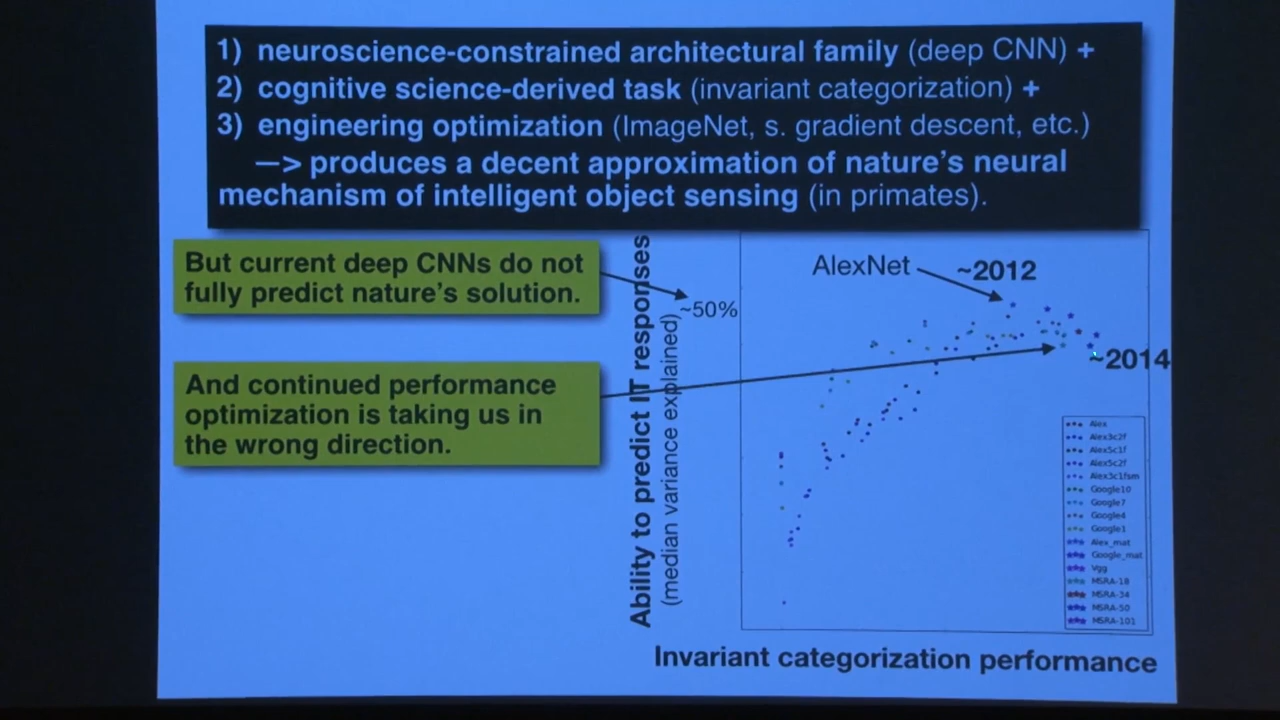 1) neuroscience-constrained architectural family (deep CNN) +
2) cognitive science-derived task (invariant categorization) +
3) engineering optimization (ImageNet, s. gradient descent, etc.)
—> produces a decent approximation of nature's neural
mechanism of intelligent object sensing (in primates).
But current deep CNNs do not
fully predict nature's solution.
And continued performance
optimization is taking us in
the wrong direction.
Ability to predict IT responses
(median variance explained)
~50%
AlexNet
~2012
~2014
Alex
Alex3c2f
Alex5c1f
Alex5c2f
Alex3c1fsm
Google10
Google7
Google4
Google1
Alex_mat
Google_mat
Vgg
MSRA-18
MSRA-34
MSRA-50
MSRA-101
Invariant categorization performance